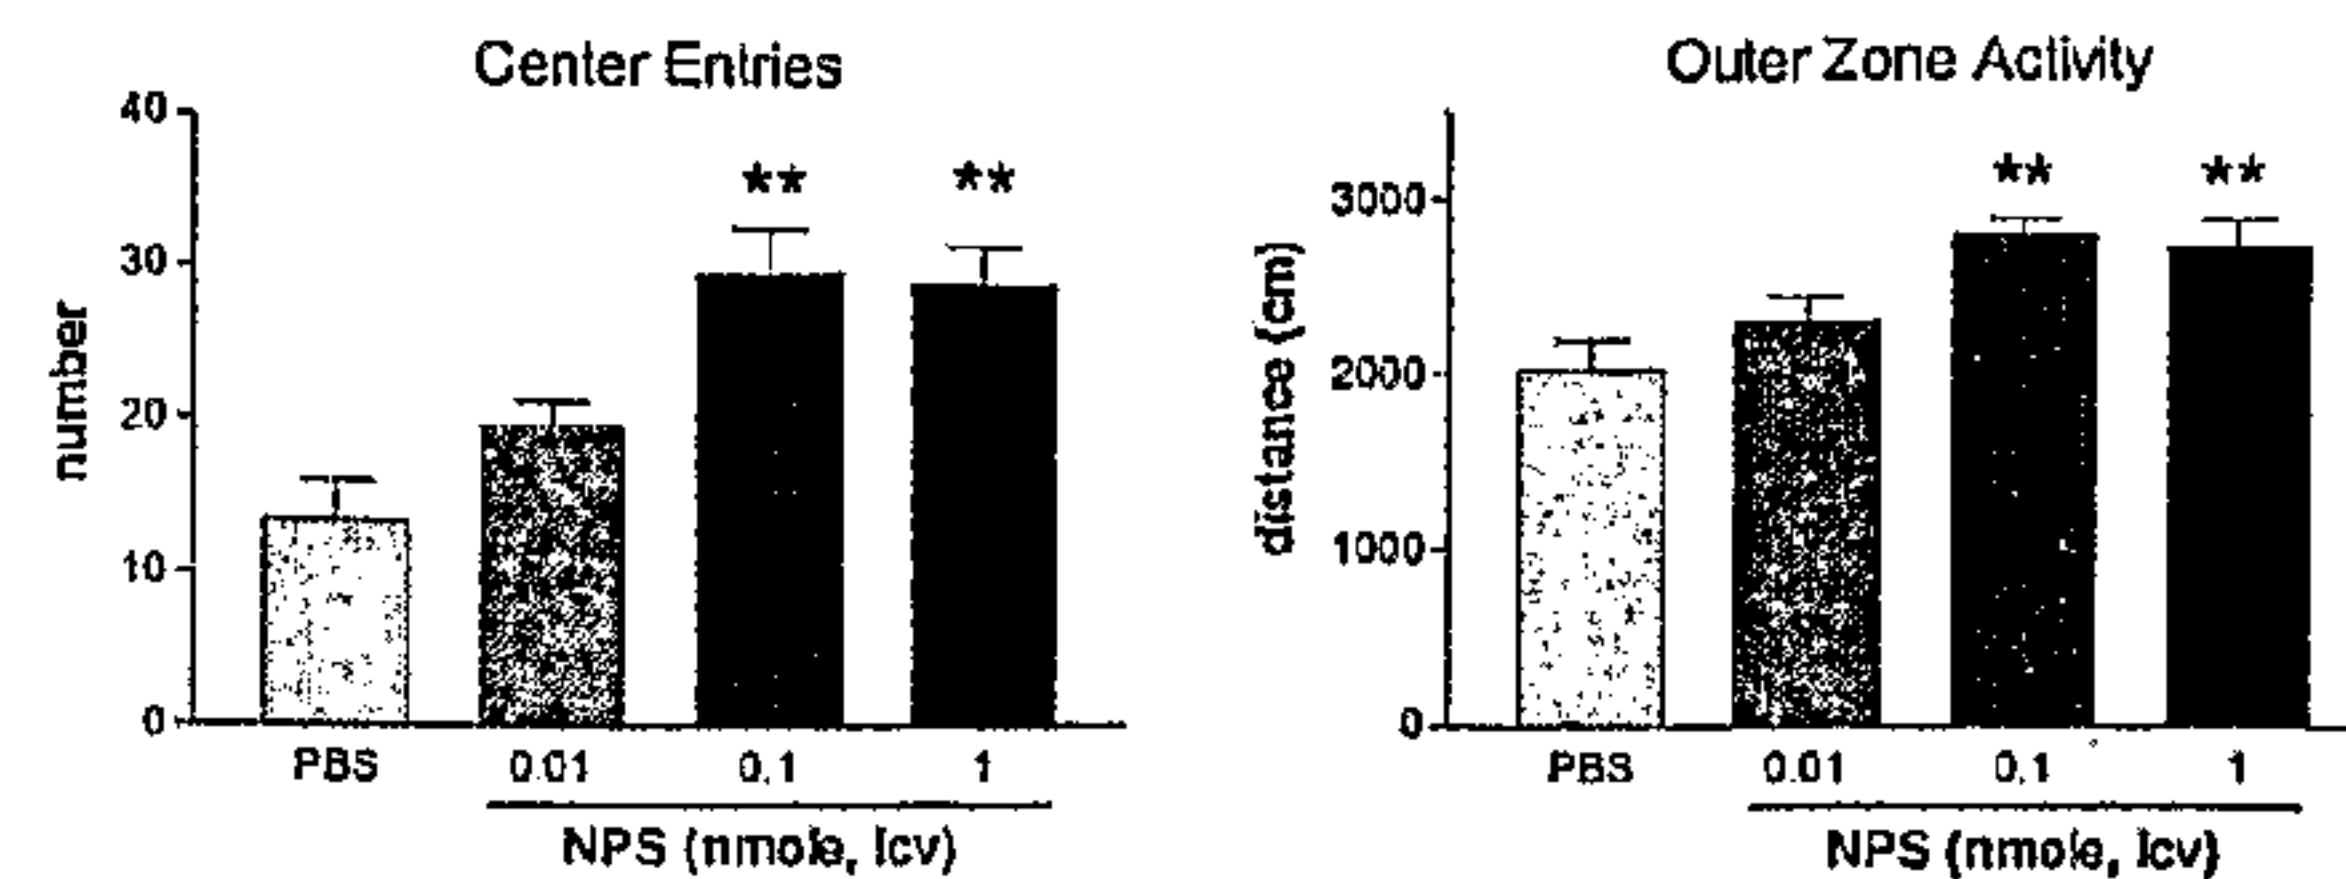 Center Entries
40
30
20
10
0
number
**
**
PBS
0.01
0.1
1
NPS (nmole, icv)
Outer Zone Activity
3000
2000
1000
0
distance (cm)
**
**
PBS
0.01
0.1
1
NPS (nmole, icv)